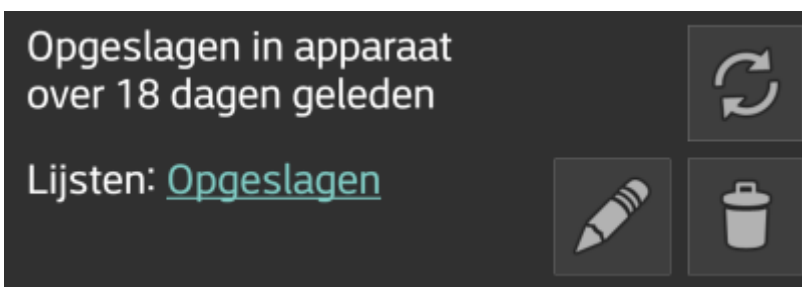 Opgeslagen in apparaat
over 18 dagen geleden
Lijsten: Opgeslagen